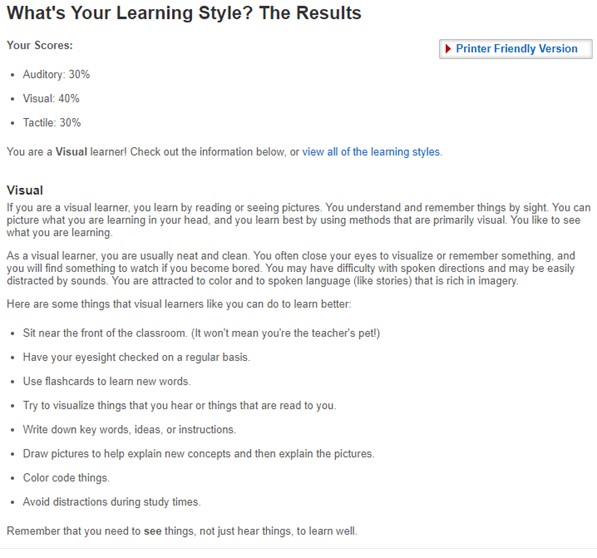 What's Your Learning Style? The Results
Your Scores:
Printer Friendly Version
Auditory: 30%
Visual: 40%
Tactile: 30%
You are a Visual learner! Check out the information below, or view all of the learning styles.
Visual
If you are a visual learner, you learn by reading or seeing pictures. You understand and remember things by sight. You can
picture what you are learning in your head, and you learn best by using methods that are primarily visual. You like to see
what you are learning.
As a visual learner, you are usually neat and clean. You often close your eyes to visualize or remember something, and
you will find something to watch if you become bored. You may have difficulty with spoken directions and may be easily
distracted by sounds. You are attracted to color and to spoken language (like stories) that is rich in imagery.
Here are some things that visual learners like you can do to learn better:
Sit near the front of the classroom. (It won't mean you're the teacher's pet!)
Have your eyesight checked on a regular basis.
Use flashcards to learn new words.
Try to visualize things that you hear or things that are read to you.
Write down key words, ideas, or instructions.
Draw pictures to help explain new concepts and then explain the pictures.
Color code things.
Avoid distractions during study times.
Remember that you need to see things, not just hear things, to learn well.